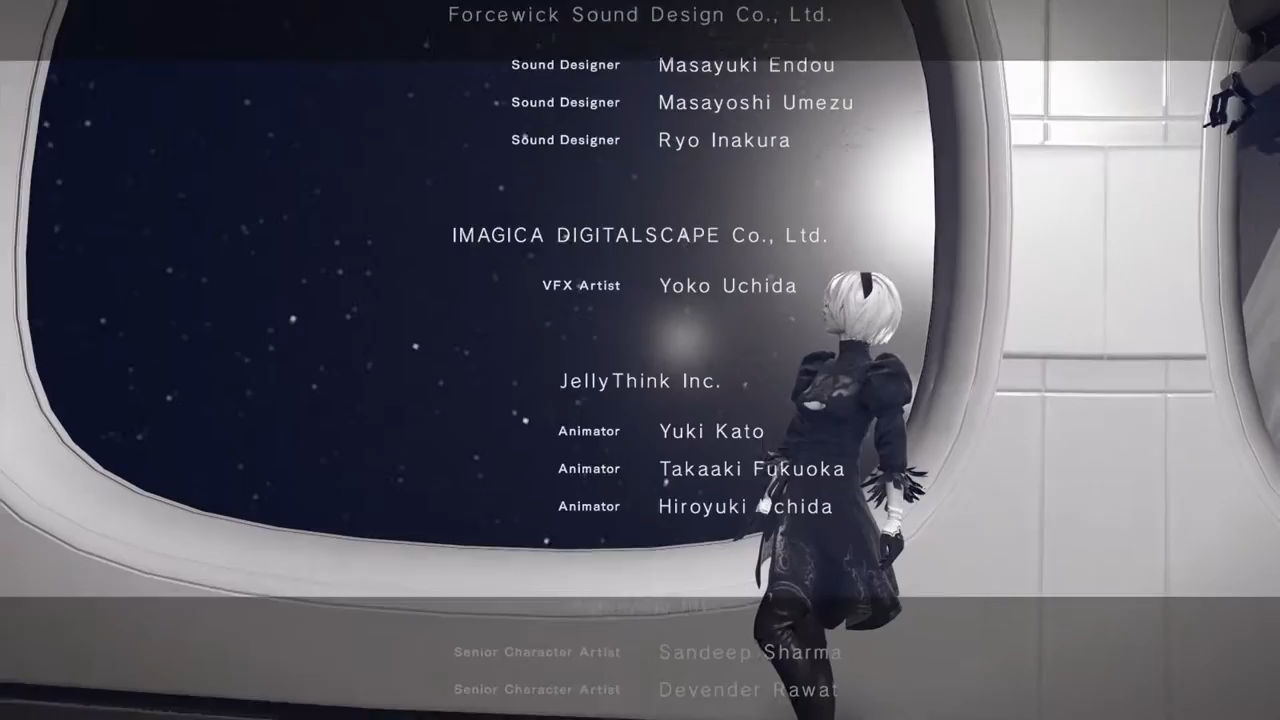 Forcewick Sound Design Co., Ltd.
Sound Designer Masayuki Endou
Sound Designer Masayoshi Umezu
Sound Designer Ryo Inakura
IMAGICA DIGITALSCAPE Co., Ltd.
VFX Artist Yoko Uchida
JellyThink Inc.
Animator Yuki Kato
Animator Takaaki Fukuoka
Animator Hiroyuki Uchida
Senior Character Artist Sandeep Sharma
Senior Character Artist Devender Rawat